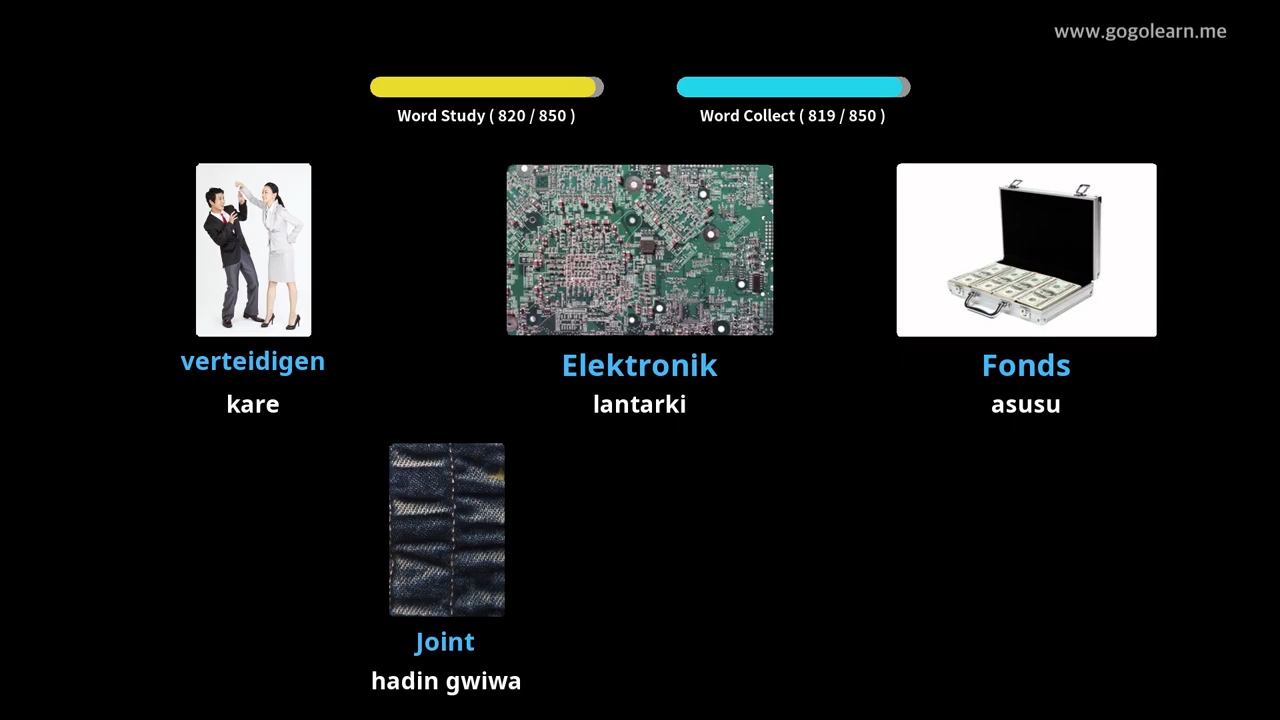 www.gogolearn.me
Word Study ( 820 / 850 )
Word Collect ( 819 / 850 )
verteidigen
kare
Elektronik
lantarki
Fonds
asusu
Joint
hadin gwiwa